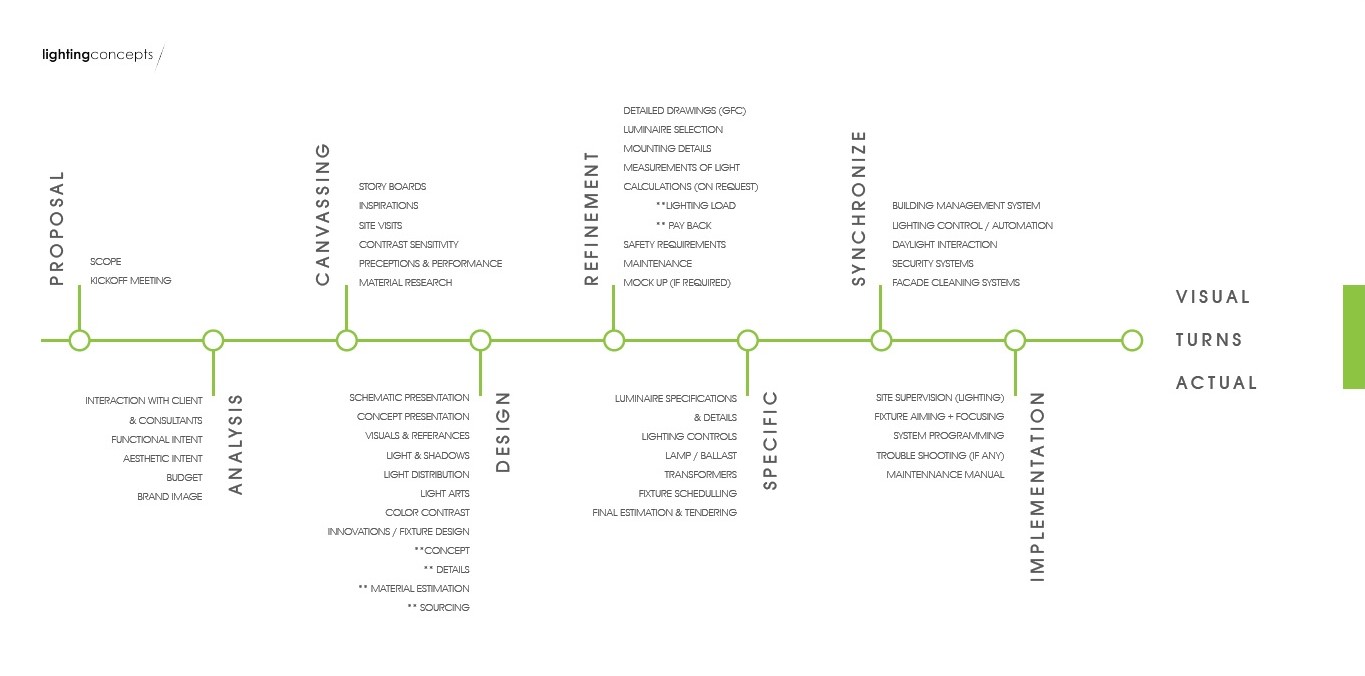 lightingconcepts /
PROPOSAL
SCOPE
KICKOFF MEETING
ANALYSIS
INTERACTION WITH CLIENT
& CONSULTANTS
FUNCTIONAL INTENT
AESTHETIC INTENT
BUDGET
BRAND IMAGE
CANVASSING
STORY BOARDS
INSPIRATIONS
SITE VISITS
CONTRAST SENSITIVITY
PRECEPTIONS & PERFORMANCE
MATERIAL RESEARCH
DESIGN
SCHEMATIC PRESENTATION
CONCEPT PRESENTATION
VISUALS & REFERANCES
LIGHT & SHADOWS
LIGHT DISTRIBUTION
LIGHT ARTS
COLOR CONTRAST
INNOVATIONS / FIXTURE DESIGN
**CONCEPT
** DETAILS
** MATERIAL ESTIMATION
** SOURCING
REFINEMENT
DETAILED DRAWINGS (GFC)
LUMINAIRE SELECTION
MOUNTING DETAILS
MEASUREMENTS OF LIGHT
CALCULATIONS (ON REQUEST)
**LIGHTING LOAD
** PAY BACK
SAFETY REQUIREMENTS
MAINTENANCE
MOCK UP (IF REQUIRED)
SPECIFIC
LUMINAIRE SPECIFICATIONS
& DETAILS
LIGHTING CONTROLS
LAMP / BALLAST
TRANSFORMERS
FIXTURE SCHEDULLING
FINAL ESTIMATION & TENDERING
SYNCHRONIZE
BUILDING MANAGEMENT SYSTEM
LIGHTING CONTROL / AUTOMATION
DAYLIGHT INTERACTION
SECURITY SYSTEMS
FACADE CLEANING SYSTEMS
IMPLEMENTATION
SITE SUPERVISION (LIGHTING)
FIXTURE AIMING + FOCUSING
SYSTEM PROGRAMMING
TROUBLE SHOOTING (IF ANY)
MAINTENNANCE MANUAL
VISUAL
TURNS
ACTUAL